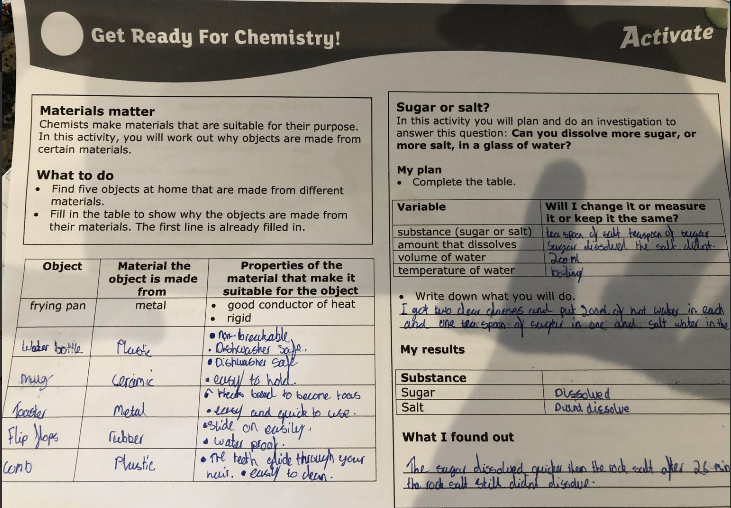 Get Ready For Chemistry!
Activate
Materials matter
Chemists make materials that are suitable for their purpose.
In this activity, you will work out why objects are made from
certain materials.
What to do
• Find five objects at home that are made from different
materials.
• Fill in the table to show why the objects are made from
their materials. The first line is already filled in.
Object
Material the
object is made
from
Properties of the
material that make it
suitable for the object
frying pan
metal
• good conductor of heat
• rigid
Water bottle
Plastic
• Non-breakable
• Dishwasher Safe.
mug
Ceramic
• Dishwasher safe
• easy to hold.
Toaster
Metal
bread to become toas
• easy and quick to use.
Flip flops
rubber
• slide on easily.
• water proof.
comb
Plastic
• The teeth glide through your
hair. • easy to clean.
Sugar or salt?
In this activity you will plan and do an investigation to
answer this question: Can you dissolve more sugar, or
more salt, in a glass of water?
My plan
• Complete the table.
Variable
Will I change it or measure
it or keep it the same?
substance (sugar or salt)
teaspoon of salt teaspoon of sugar
amount that dissolves
Sugar dissolved the salt didnt.
volume of water
200ml
temperature of water
boiling
• Write down what you will do.
I got two clear glasses and put of hot water in each
and one tea spoon of sugar in one and salt water in the
My results
Substance
Sugar
Dissolved
Salt
Didnt dissolve
What I found out
The sugar dissolved quicker than the rock salt after 25 min
the rock salt still didnt dissolve.